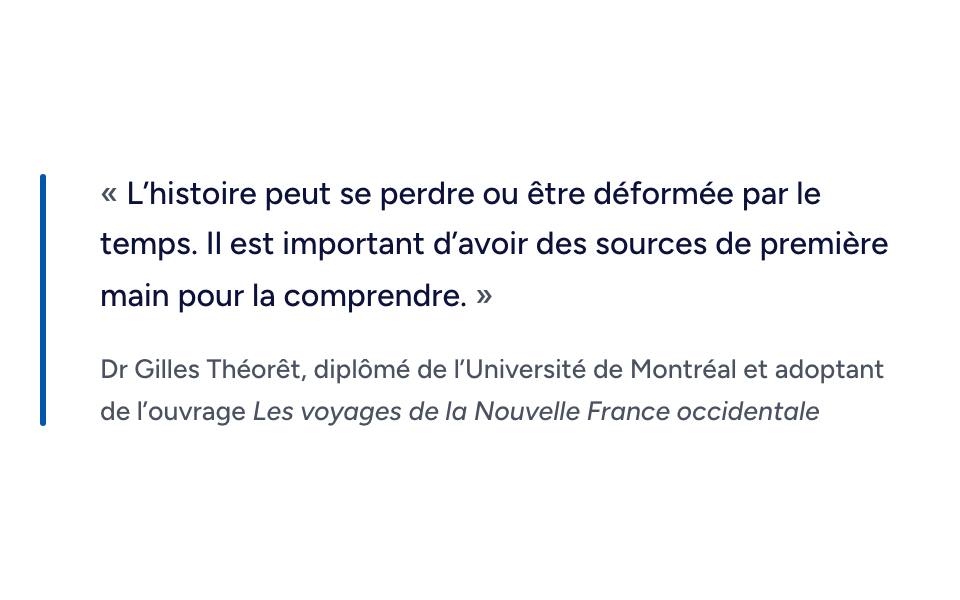 « L’histoire peut se perdre ou être déformée par le
temps. Il est important d’avoir des sources de première
main pour la comprendre. »
Dr Gilles Théorêt, diplômé de l’Université de Montréal et adoptant
de l’ouvrage Les voyages de la Nouvelle France occidentale